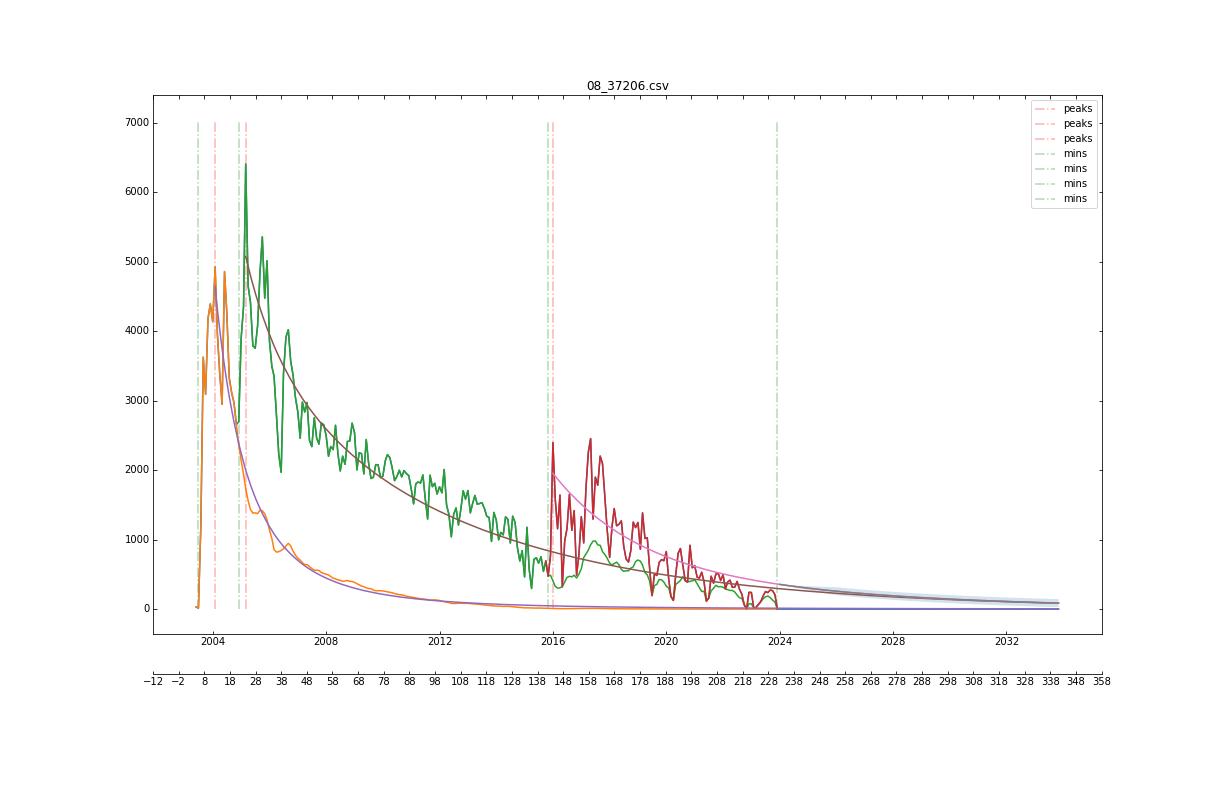 08_37206.csv
peaks
peaks
peaks
mins
mins
mins
mins
7000
6000
5000
4000
3000
2000
1000
0
2004 2008 2012 2016 2020 2024 2028 2032
−12 −2 8 18 28 38 48 58 68 78 88 98 108 118 128 138 148 158 168 178 188 198 208 218 228 238 248 258 268 278 288 298 308 318 328 338 348 358